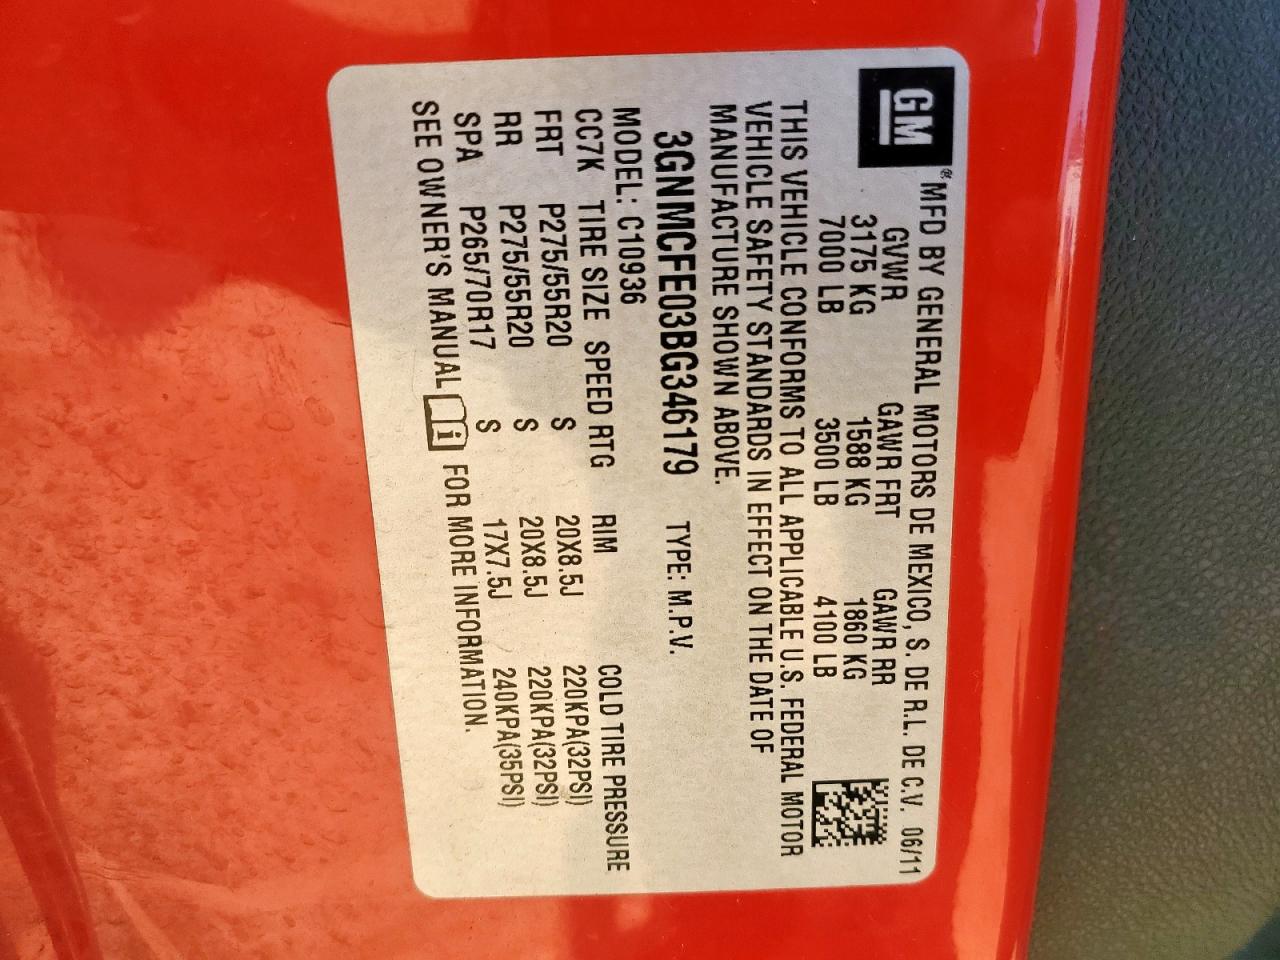 GM
® MFD BY GENERAL MOTORS DE MEXICO, S. DE R.L. DE C.V. 06/11
GVWR GAWR FRT GAWR RR
3175 KG 1588 KG 1860 KG
7000 LB 3500 LB 4100 LB
THIS VEHICLE CONFORMS TO ALL APPLICABLE U.S. FEDERAL MOTOR
VEHICLE SAFETY STANDARDS IN EFFECT ON THE DATE OF
MANUFACTURE SHOWN ABOVE.
3GNMCFE03BG346179 TYPE: M.P.V.
MODEL: C10936
CC7K TIRE SIZE SPEED RTG RIM COLD TIRE PRESSURE
FRT P275/55R20 S 20X8.5J 220KPA(32PSI)
RR P275/55R20 S 20X8.5J 220KPA(32PSI)
SPA P265/70R17 S 17X7.5J 240KPA(35PSI)
SEE OWNER'S MANUAL i FOR MORE INFORMATION.